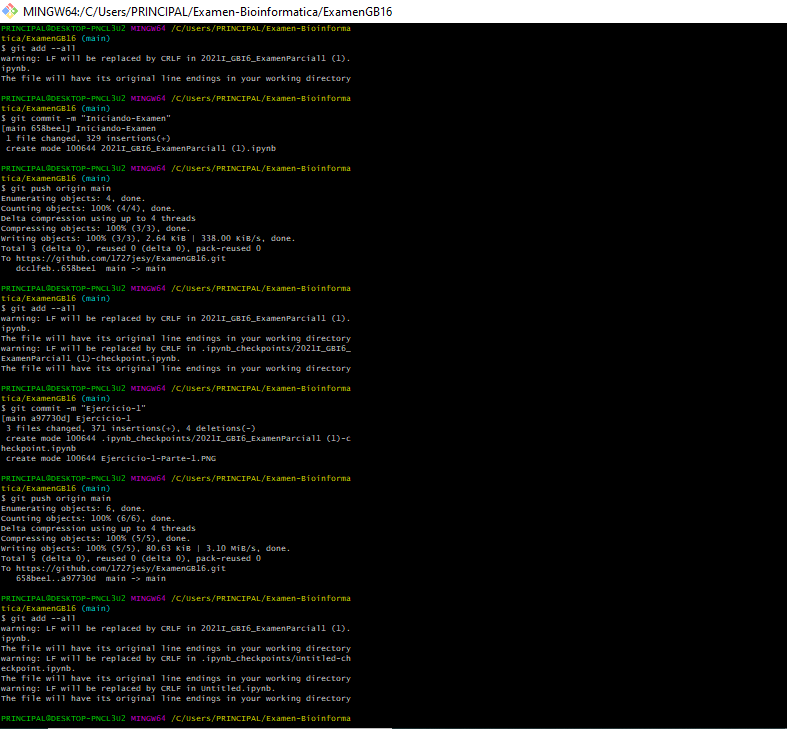 MINGW64:/C/Users/PRINCIPAL/Examen-Bioinformatica/ExamenGB16
PRINCIPAL@DESKTOP-PNCL3U2 MINGW64 /C/Users/PRINCIPAL/Examen-Bioinforma
tica/ExamenGB16 (main)
$ git add --all
warning: LF will be replaced by CRLF in 2021I_GBI6_ExamenParcial1 (1).
ipynb.
The file will have its original line endings in your working directory
PRINCIPAL@DESKTOP-PNCL3U2 MINGW64 /C/Users/PRINCIPAL/Examen-Bioinforma
tica/ExamenGB16 (main)
$ git commit -m "Iniciando-Examen"
[main 658bee1] Iniciando-Examen
1 file changed, 329 insertions(+)
create mode 100644 2021I_GBI6_ExamenParcial1 (1).ipynb
PRINCIPAL@DESKTOP-PNCL3U2 MINGW64 /C/Users/PRINCIPAL/Examen-Bioinforma
tica/ExamenGB16 (main)
$ git push origin main
Enumerating objects: 4, done.
Counting objects: 100% (4/4), done.
Delta compression using up to 4 threads
Compressing objects: 100% (3/3), done.
Writing objects: 100% (3/3), 2.64 KiB | 338.00 KiB/s, done.
Total 3 (delta 0), reused 0 (delta 0), pack-reused 0
To https://github.com/1727jesy/ExamenGB16.git
dcc1feb..658bee1  main -> main
PRINCIPAL@DESKTOP-PNCL3U2 MINGW64 /C/Users/PRINCIPAL/Examen-Bioinforma
tica/ExamenGB16 (main)
$ git add --all
warning: LF will be replaced by CRLF in 2021I_GBI6_ExamenParcial1 (1).
ipynb.
The file will have its original line endings in your working directory
warning: LF will be replaced by CRLF in .ipynb_checkpoints/2021I_GBI6_
ExamenParcial1 (1)-checkpoint.ipynb.
The file will have its original line endings in your working directory
PRINCIPAL@DESKTOP-PNCL3U2 MINGW64 /C/Users/PRINCIPAL/Examen-Bioinforma
tica/ExamenGB16 (main)
$ git commit -m "Ejercicio-1"
[main a97730d] Ejercicio-1
3 files changed, 371 insertions(+), 4 deletions(-)
create mode 100644 .ipynb_checkpoints/2021I_GBI6_ExamenParcial1 (1)-c
heckpoint.ipynb
create mode 100644 Ejercicio-1-Parte-1.PNG
PRINCIPAL@DESKTOP-PNCL3U2 MINGW64 /C/Users/PRINCIPAL/Examen-Bioinforma
tica/ExamenGB16 (main)
$ git push origin main
Enumerating objects: 6, done.
Counting objects: 100% (6/6), done.
Delta compression using up to 4 threads
Compressing objects: 100% (5/5), done.
Writing objects: 100% (5/5), 80.63 KiB | 3.10 MiB/s, done.
Total 5 (delta 0), reused 0 (delta 0), pack-reused 0
To https://github.com/1727jesy/ExamenGB16.git
658bee1..a97730d  main -> main
PRINCIPAL@DESKTOP-PNCL3U2 MINGW64 /C/Users/PRINCIPAL/Examen-Bioinforma
tica/ExamenGB16 (main)
$ git add --all
warning: LF will be replaced by CRLF in 2021I_GBI6_ExamenParcial1 (1).
ipynb.
The file will have its original line endings in your working directory
warning: LF will be replaced by CRLF in .ipynb_checkpoints/Untitled-ch
eckpoint.ipynb.
The file will have its original line endings in your working directory
warning: LF will be replaced by CRLF in Untitled.ipynb.
The file will have its original line endings in your working directory
PRINCIPAL@DESKTOP-PNCL3U2 MINGW64 /C/Users/PRINCIPAL/Examen-Bioinforma